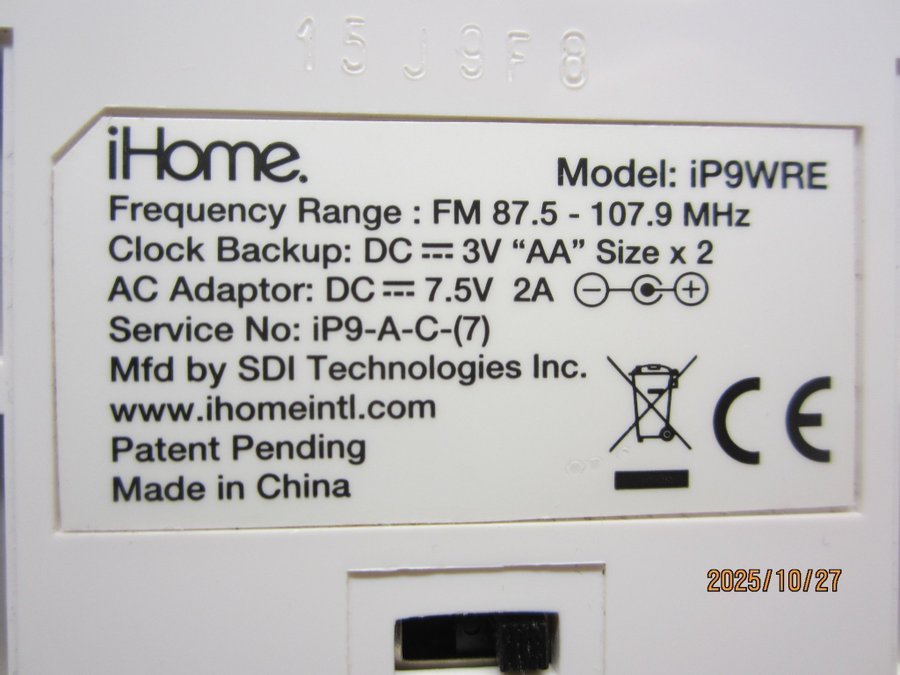 15 J9F8
iHome.
Model: iP9WRE
Frequency Range : FM 87.5 - 107.9 MHz
Clock Backup: DC ⎓ 3V “AA” Size x 2
AC Adaptor: DC ⎓ 7.5V 2A
Service No: iP9-A-C-(7)
Mfd by SDI Technologies Inc.
www.ihomeintl.com
Patent Pending
Made in China
CE
2025/10/27